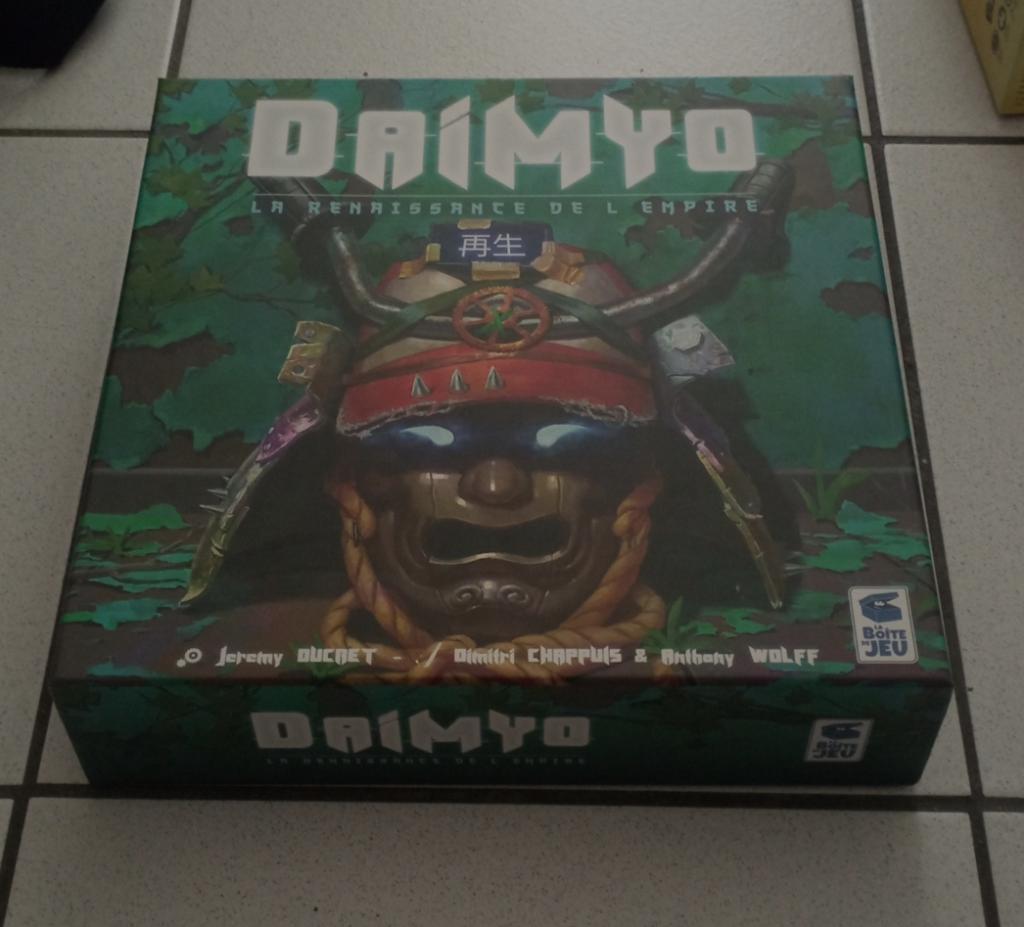 DAIMYO
LA RENAISSANCE DE L EMPIRE
再生
Jeremy DUCRET - / Dimitri CHAPPUIS & Anthony WOLFF
LA
BOÎTE
DE JEU
DAIMYO
LA RENAISSANCE DE L EMPIRE
LA
BOÎTE
DE JEU